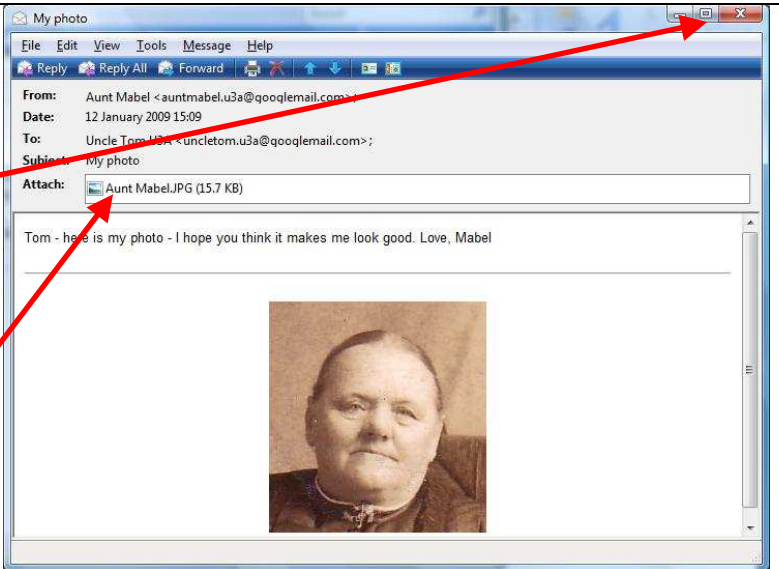 My photo
File Edit View Tools Message Help
Reply Reply All Forward
From: Aunt Mabel <auntmabel.u3a@googlemail.com>;
Date: 12 January 2009 15:09
To: Uncle Tom U3A <uncletom.u3a@googlemail.com>;
Subject: My photo
Attach: Aunt Mabel.JPG (15.7 KB)
Tom - here is my photo - I hope you think it makes me look good. Love, Mabel